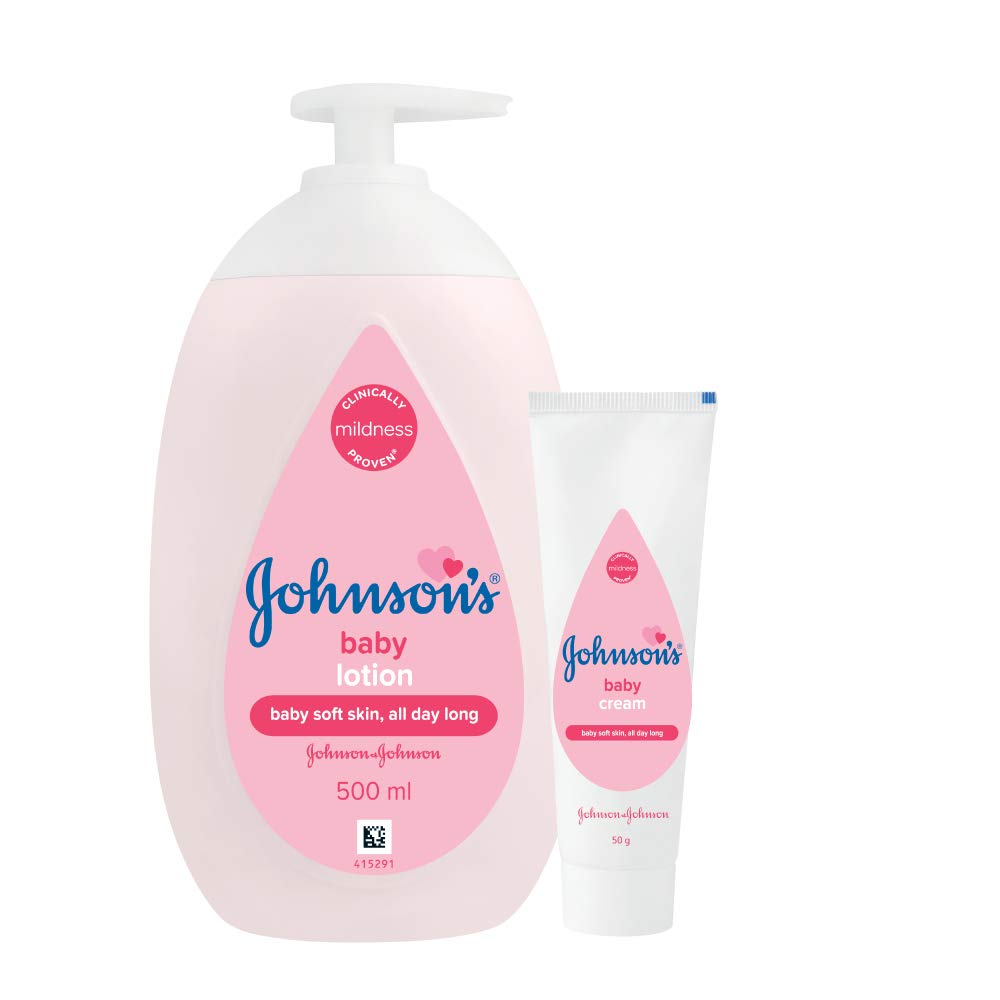 CLINICALLY
mildness
PROVEN®
Johnson's®
baby
lotion
baby soft skin, all day long
Johnson & Johnson
500 ml
415291
CLINICALLY
mildness
PROVEN®
Johnson's®
baby
cream
baby soft skin, all day long
Johnson & Johnson
50 g